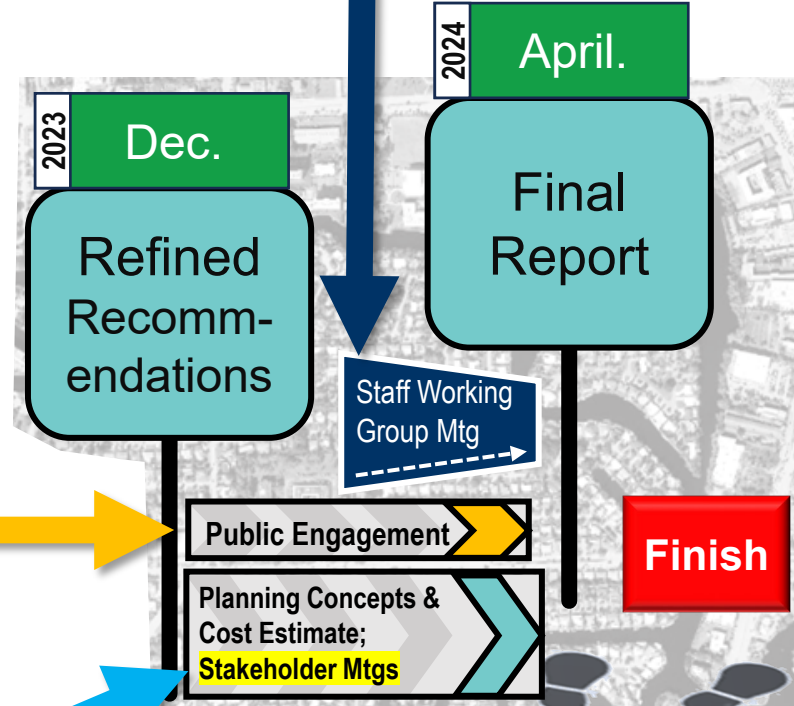 2023
Dec.
Refined
Recomm-
endations
2024
April.
Final
Report
Staff Working
Group Mtg
Public Engagement
Planning Concepts &
Cost Estimate;
Stakeholder Mtgs
Finish